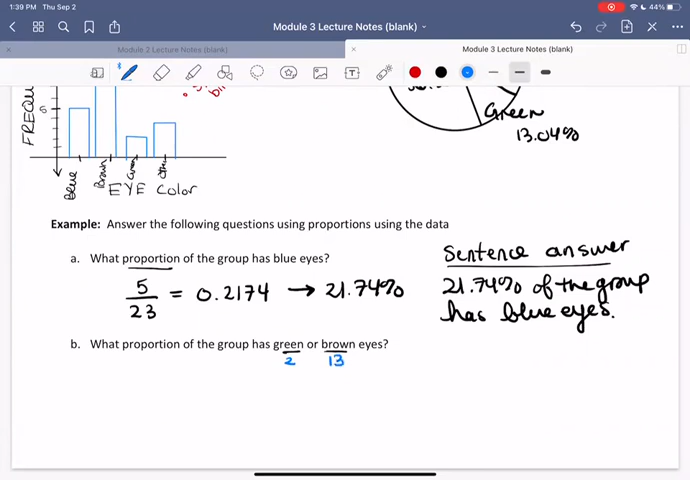 1:39 PM Thu Sep 2
44%
Module 3 Lecture Notes (blank)
Module 2 Lecture Notes (blank)
Module 3 Lecture Notes (blank)
FREQU
5
Blue
Brown
Green
EYE Color
Green
13.04%
Example: Answer the following questions using proportions using the data
a. What proportion of the group has blue eyes?
5/23 = 0.2174 → 21.74%
Sentence answer
21.74% of the group
has blue eyes.
b. What proportion of the group has green or brown eyes?
2 13